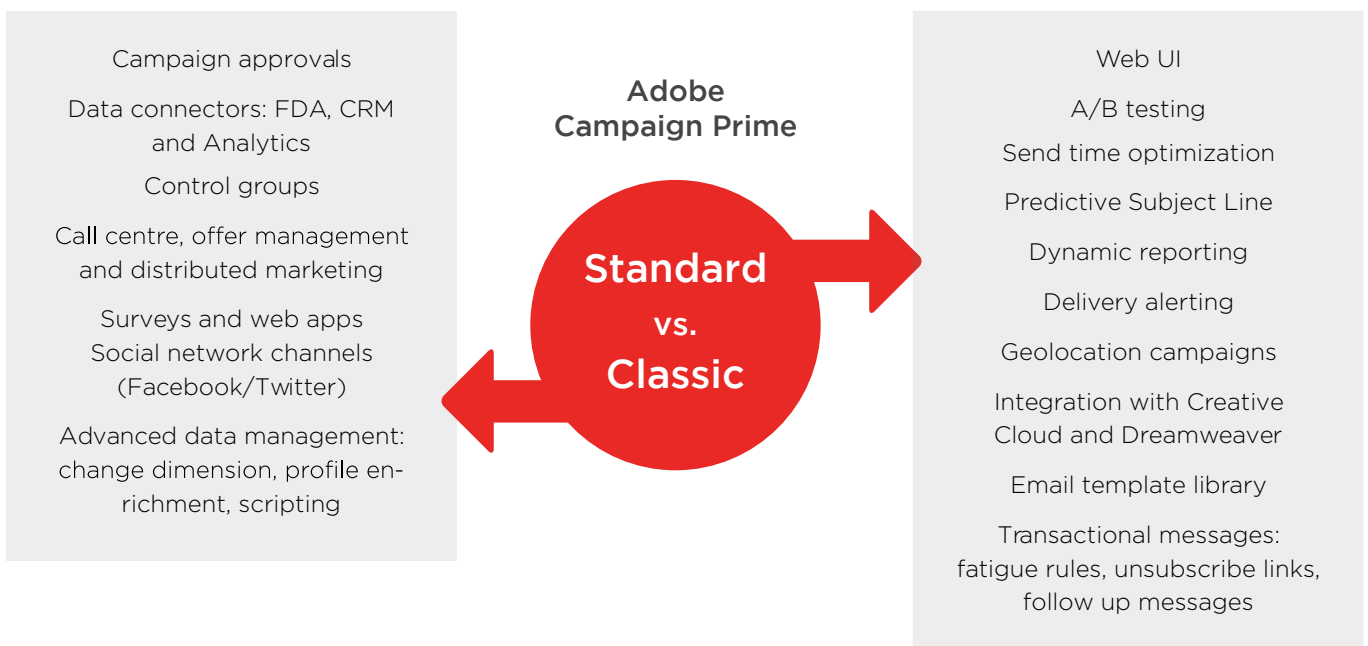 Campaign approvals
Data connectors: FDA, CRM
and Analytics
Control groups
Call centre, offer management
and distributed marketing
Surveys and web apps
Social network channels
(Facebook/Twitter)
Advanced data management:
change dimension, profile en-
richment, scripting
Adobe
Campaign Prime
Standard
vs.
Classic
Web UI
A/B testing
Send time optimization
Predictive Subject Line
Dynamic reporting
Delivery alerting
Geolocation campaigns
Integration with Creative
Cloud and Dreamweaver
Email template library
Transactional messages:
fatigue rules, unsubscribe links,
follow up messages